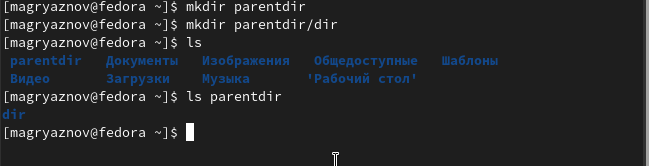 [magryaznov@fedora ~]$ mkdir parentdir
[magryaznov@fedora ~]$ mkdir parentdir/dir
[magryaznov@fedora ~]$ ls
parentdir Документы Изображения Общедоступные Шаблоны
Видео Загрузки Музыка 'Рабочий стол'
[magryaznov@fedora ~]$ ls parentdir
dir
[magryaznov@fedora ~]$